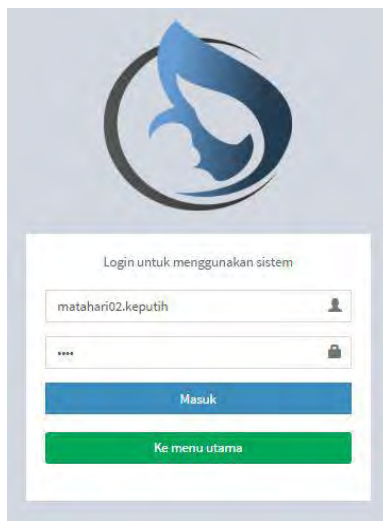 Login untuk menggunakan sistem
matahari02.keputih
••••
Masuk
Ke menu utama